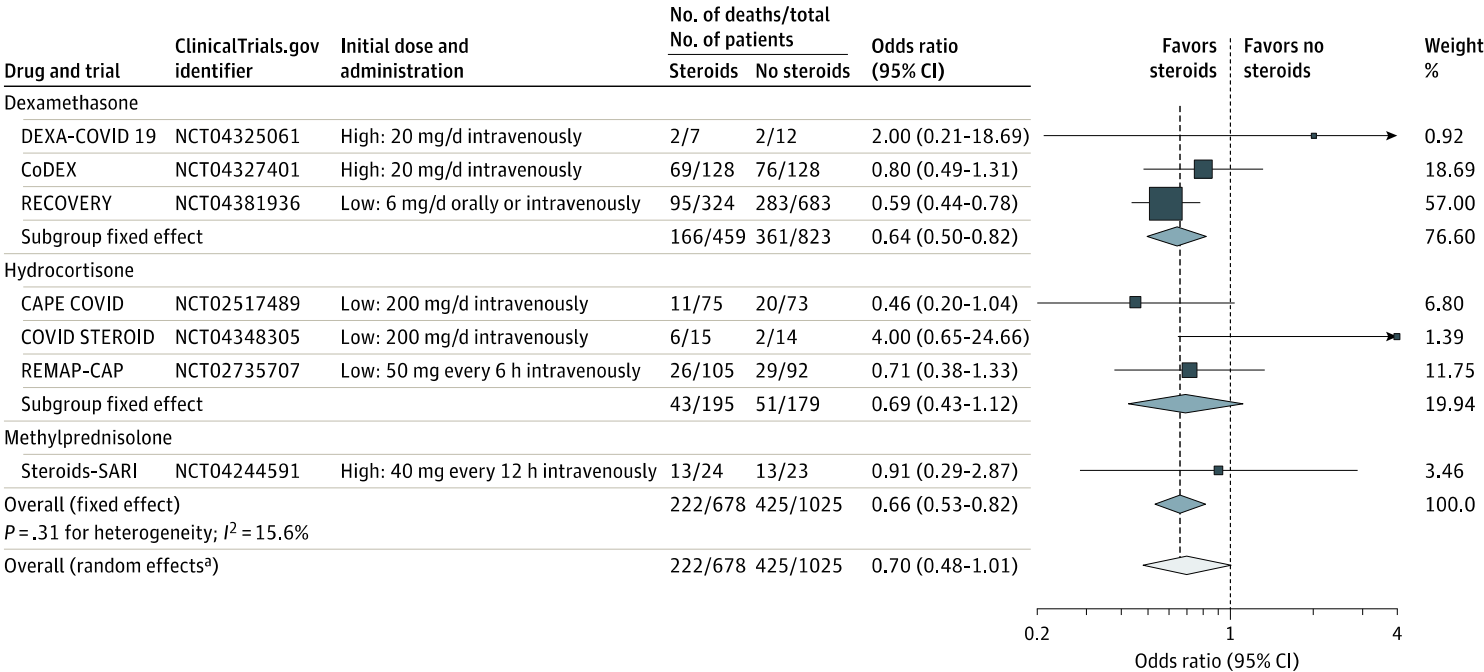 No. of deaths/total
ClinicalTrials.gov Initial dose and No. of patients Odds ratio Favors Favors no Weight
Drug and trial identifier administration Steroids No steroids (95% CI) steroids steroids %
Dexamethasone
DEXA-COVID 19 NCT04325061 High: 20 mg/d intravenously 2/7 2/12 2.00 (0.21-18.69) 0.92
CoDEX NCT04327401 High: 20 mg/d intravenously 69/128 76/128 0.80 (0.49-1.31) 18.69
RECOVERY NCT04381936 Low: 6 mg/d orally or intravenously 95/324 283/683 0.59 (0.44-0.78) 57.00
Subgroup fixed effect 166/459 361/823 0.64 (0.50-0.82) 76.60
Hydrocortisone
CAPE COVID NCT02517489 Low: 200 mg/d intravenously 11/75 20/73 0.46 (0.20-1.04) 6.80
COVID STEROID NCT04348305 Low: 200 mg/d intravenously 6/15 2/14 4.00 (0.65-24.66) 1.39
REMAP-CAP NCT02735707 Low: 50 mg every 6 h intravenously 26/105 29/92 0.71 (0.38-1.33) 11.75
Subgroup fixed effect 43/195 51/179 0.69 (0.43-1.12) 19.94
Methylprednisolone
Steroids-SARI NCT04244591 High: 40 mg every 12 h intravenously 13/24 13/23 0.91 (0.29-2.87) 3.46
Overall (fixed effect) 222/678 425/1025 0.66 (0.53-0.82) 100.0
P = .31 for heterogeneity; I² = 15.6%
Overall (random effectsᵃ) 222/678 425/1025 0.70 (0.48-1.01)
0.2 1 4
Odds ratio (95% CI)